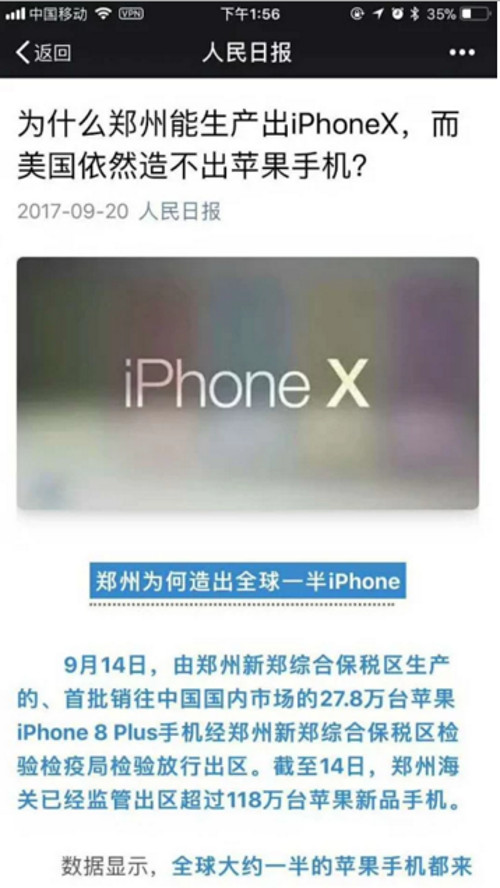 中国移动 VPN 下午1:56 35%
返回 人民日报 •••
为什么郑州能生产出iPhoneX，而
美国依然造不出苹果手机？
2017-09-20 人民日报
iPhone X
郑州为何造出全球一半iPhone
9月14日，由郑州新郑综合保税区生产
的、首批销往中国国内市场的27.8万台苹果
iPhone 8 Plus手机经郑州新郑综合保税区检
验检疫局检验放行出区。截至14日，郑州海
关已经监管出区超过118万台苹果新品手机。
数据显示，全球大约一半的苹果手机都来